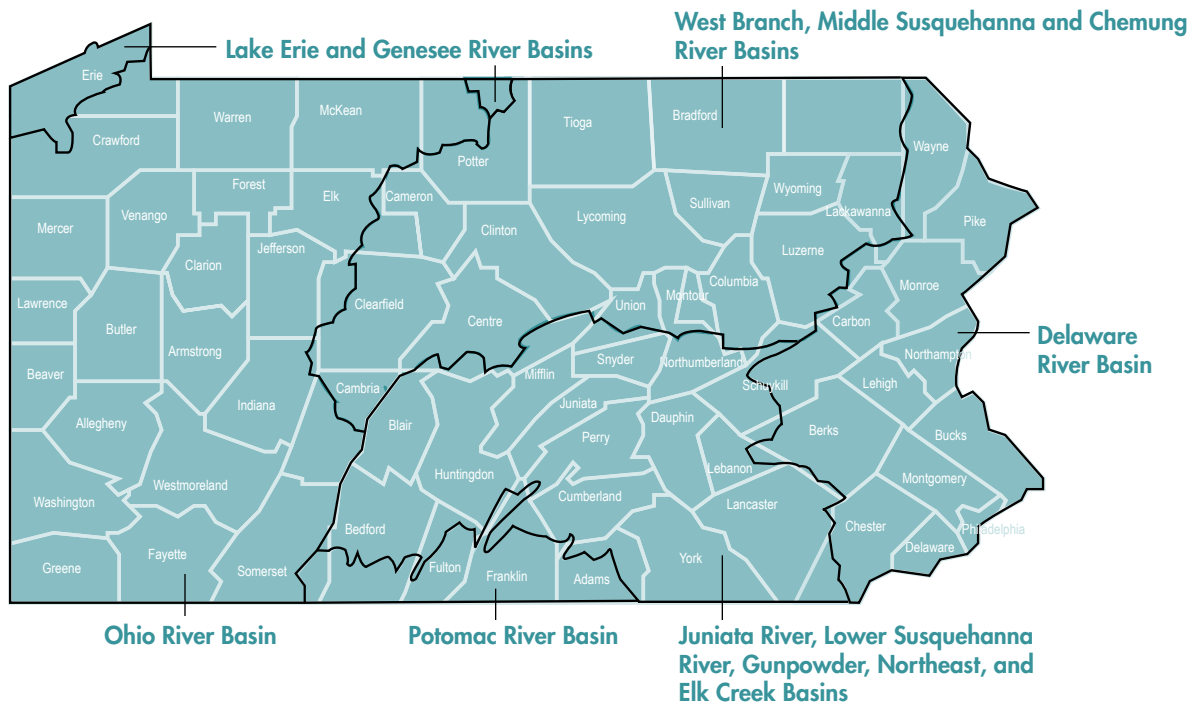 West Branch, Middle Susquehanna and Chemung
River Basins
Lake Erie and Genesee River Basins
Erie
Warren
McKean
Tioga
Bradford
Crawford
Wayne
Potter
Forest
Elk
Cameron
Wyoming
Sullivan
Lackawanna
Mercer
Venango
Lycoming
Pike
Clinton
Jefferson
Luzerne
Clarion
Columbia
Monroe
Lawrence
Clearfield
Union
Montour
Centre
Carbon
Butler
Armstrong
Northampton
Delaware
River Basin
Snyder
Northumberland
Beaver
Mifflin
Cambria
Schuykill
Lehigh
Indiana
Juniata
Allegheny
Blair
Dauphin
Berks
Perry
Bucks
Huntingdon
Lebanon
Montgomery
Westmoreland
Cumberland
Lancaster
Washington
Bedford
Chester
Philadelphia
Fayette
York
Delaware
Greene
Somerset
Fulton
Franklin
Adams
Ohio River Basin
Potomac River Basin
Juniata River, Lower Susquehanna
River, Gunpowder, Northeast, and
Elk Creek Basins